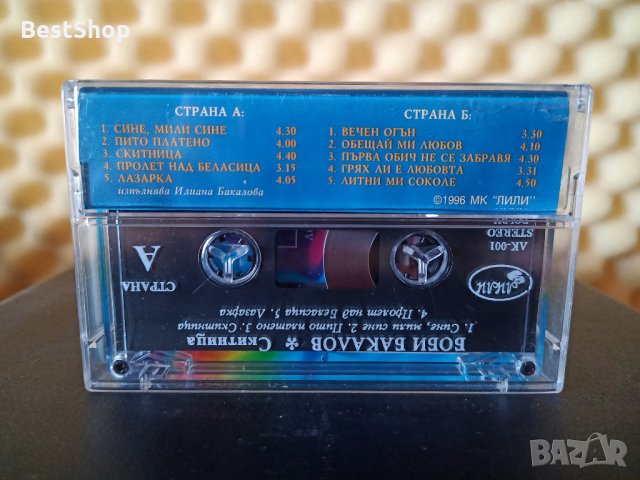 BestShop
СТРАНА А:
1. СИНЕ, МИЛИ СИНЕ 4.30
2. ПИТО ПЛАТЕНО 4.00
3. СКИТНИЦА 4.40
4. ПРОЛЕТ НАД БЕЛАСИЦА 3.15
5. ЛАЗАРКА 4.05
изпълнява Илиана Бакалова
СТРАНА Б:
1. ВЕЧЕН ОГЪН 3.30
2. ОБЕЩАЙ МИ ЛЮБОВ 4.10
3. ПЪРВА ОБИЧ НЕ СЕ ЗАБРАВЯ 4.30
4. ГРЯХ ЛИ Е ЛЮБОВТА 3.31
5. ЛИТНИ МИ СОКОЛЕ 4.50
©1996 МК "ЛИЛИ"
БОБИ БАКАЛОВ * Скитница
1. Сине, мили сине 2. Пито платено 3. Скитница
4. Пролет над Беласица 5. Лазарка
ЛИЛИ
СТРАНА
А
АК-001
STEREO
DOLBY
BAZAR